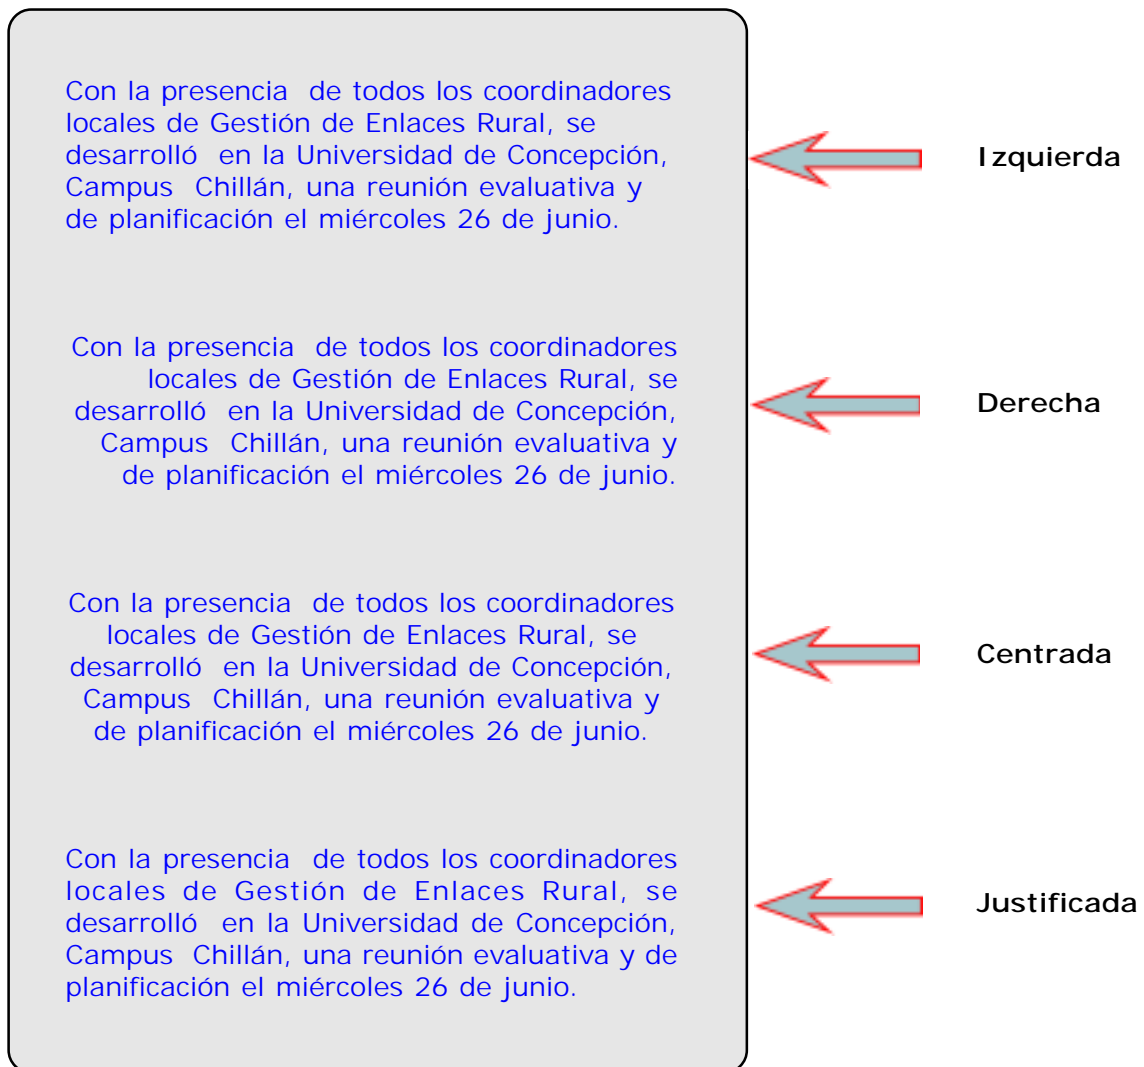 Con la presencia  de todos los coordinadores
locales de Gestión de Enlaces Rural, se
desarrolló  en la Universidad de Concepción,
Campus  Chillán, una reunión evaluativa y
de planificación el miércoles 26 de junio.
Izquierda
Con la presencia  de todos los coordinadores
locales de Gestión de Enlaces Rural, se
desarrolló  en la Universidad de Concepción,
Campus  Chillán, una reunión evaluativa y
de planificación el miércoles 26 de junio.
Derecha
Con la presencia  de todos los coordinadores
locales de Gestión de Enlaces Rural, se
desarrolló  en la Universidad de Concepción,
Campus  Chillán, una reunión evaluativa y
de planificación el miércoles 26 de junio.
Centrada
Con la presencia  de todos los coordinadores
locales de Gestión de Enlaces Rural, se
desarrolló  en la Universidad de Concepción,
Campus  Chillán, una reunión evaluativa y de
planificación el miércoles 26 de junio.
Justificada